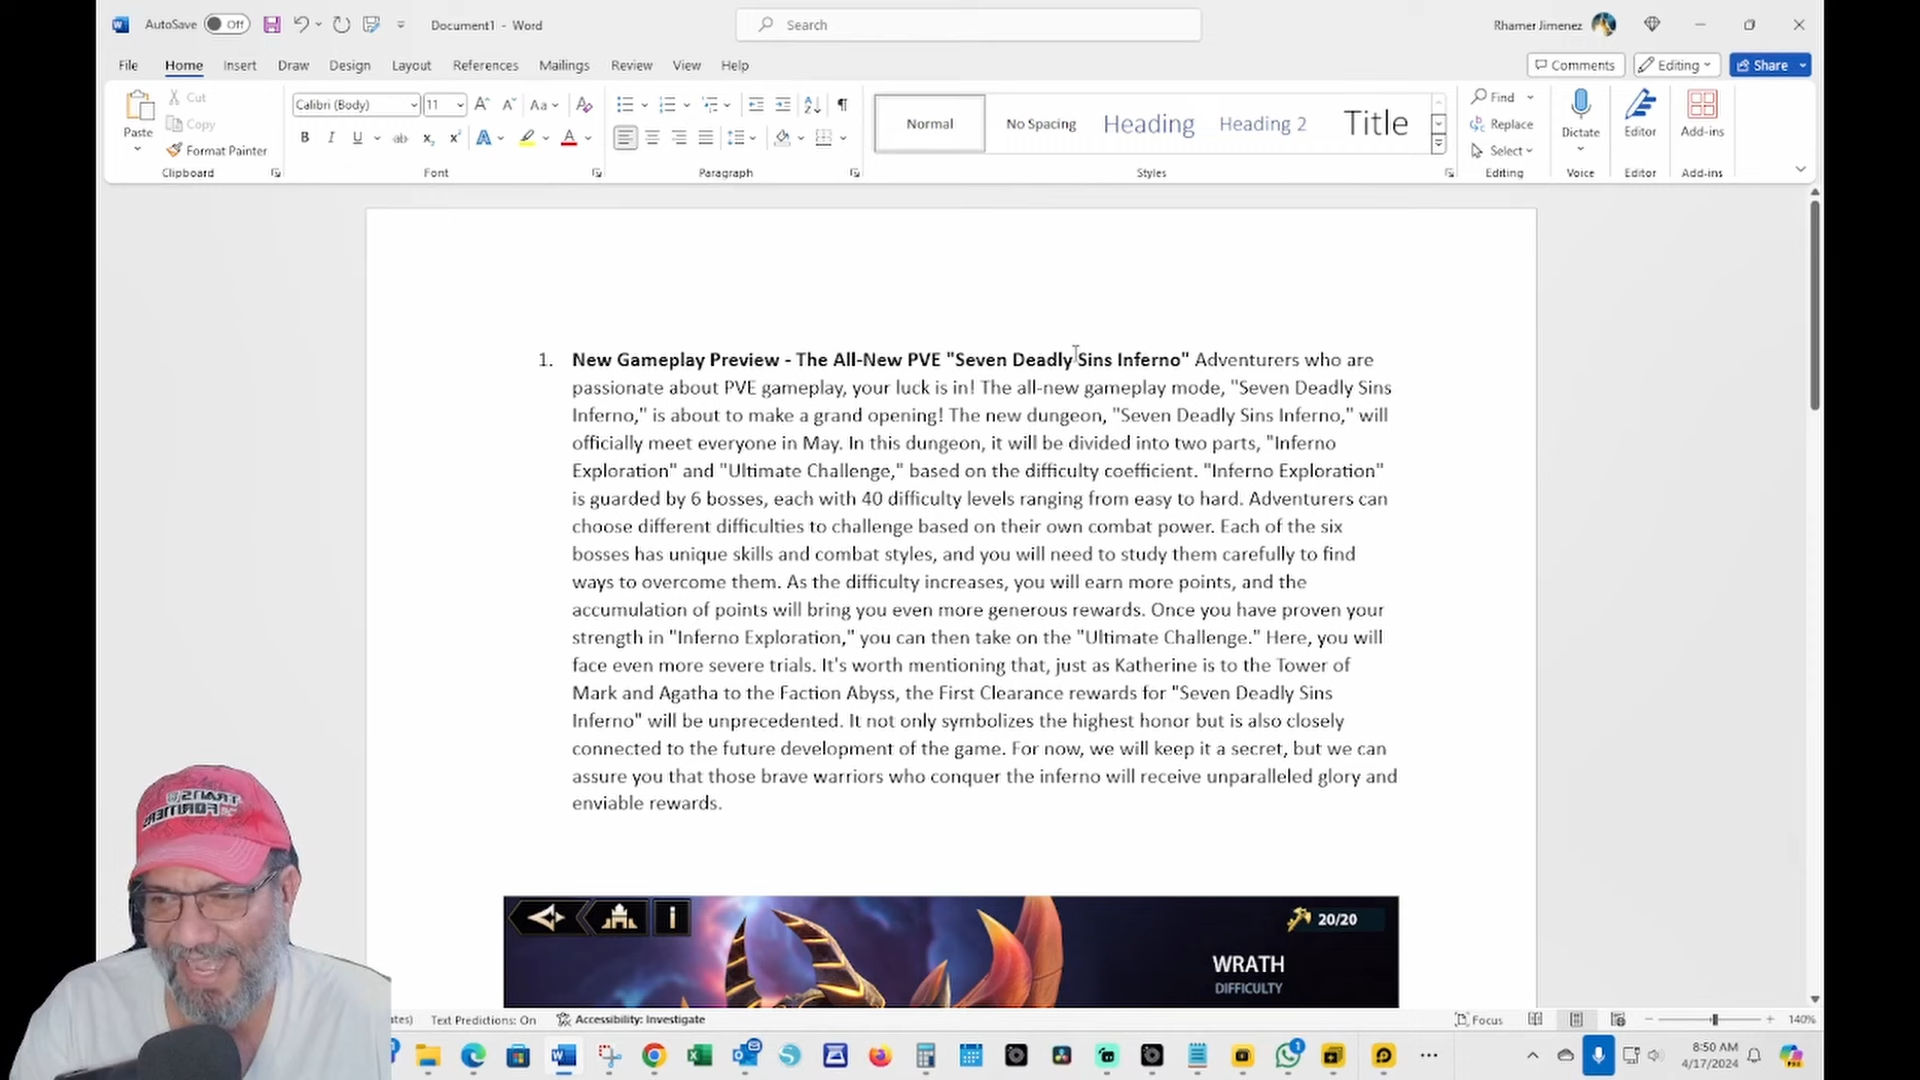 AutoSave Off Document1 - Word Search Rhamer Jimenez
File Home Insert Draw Design Layout References Mailings Review View Help Comments Editing Share
Paste Cut Copy Format Painter Clipboard
Calibri (Body) 11 Font
Paragraph
Normal No Spacing Heading Heading 2 Title Styles
Find Replace Select Editing
Dictate Voice
Editor Editor
Add-ins Add-ins
1. New Gameplay Preview - The All-New PVE "Seven Deadly Sins Inferno" Adventurers who are
passionate about PVE gameplay, your luck is in! The all-new gameplay mode, "Seven Deadly Sins
Inferno," is about to make a grand opening! The new dungeon, "Seven Deadly Sins Inferno," will
officially meet everyone in May. In this dungeon, it will be divided into two parts, "Inferno
Exploration" and "Ultimate Challenge," based on the difficulty coefficient. "Inferno Exploration"
is guarded by 6 bosses, each with 40 difficulty levels ranging from easy to hard. Adventurers can
choose different difficulties to challenge based on their own combat power. Each of the six
bosses has unique skills and combat styles, and you will need to study them carefully to find
ways to overcome them. As the difficulty increases, you will earn more points, and the
accumulation of points will bring you even more generous rewards. Once you have proven your
strength in "Inferno Exploration," you can then take on the "Ultimate Challenge." Here, you will
face even more severe trials. It's worth mentioning that, just as Katherine is to the Tower of
Mark and Agatha to the Faction Abyss, the First Clearance rewards for "Seven Deadly Sins
Inferno" will be unprecedented. It not only symbolizes the highest honor but is also closely
connected to the future development of the game. For now, we will keep it a secret, but we can
assure you that those brave warriors who conquer the inferno will receive unparalleled glory and
enviable rewards.
20/20
WRATH
DIFFICULTY
TRANS
FORMERS
Text Predictions: On Accessibility: Investigate Focus 140%
8:50 AM
4/17/2024